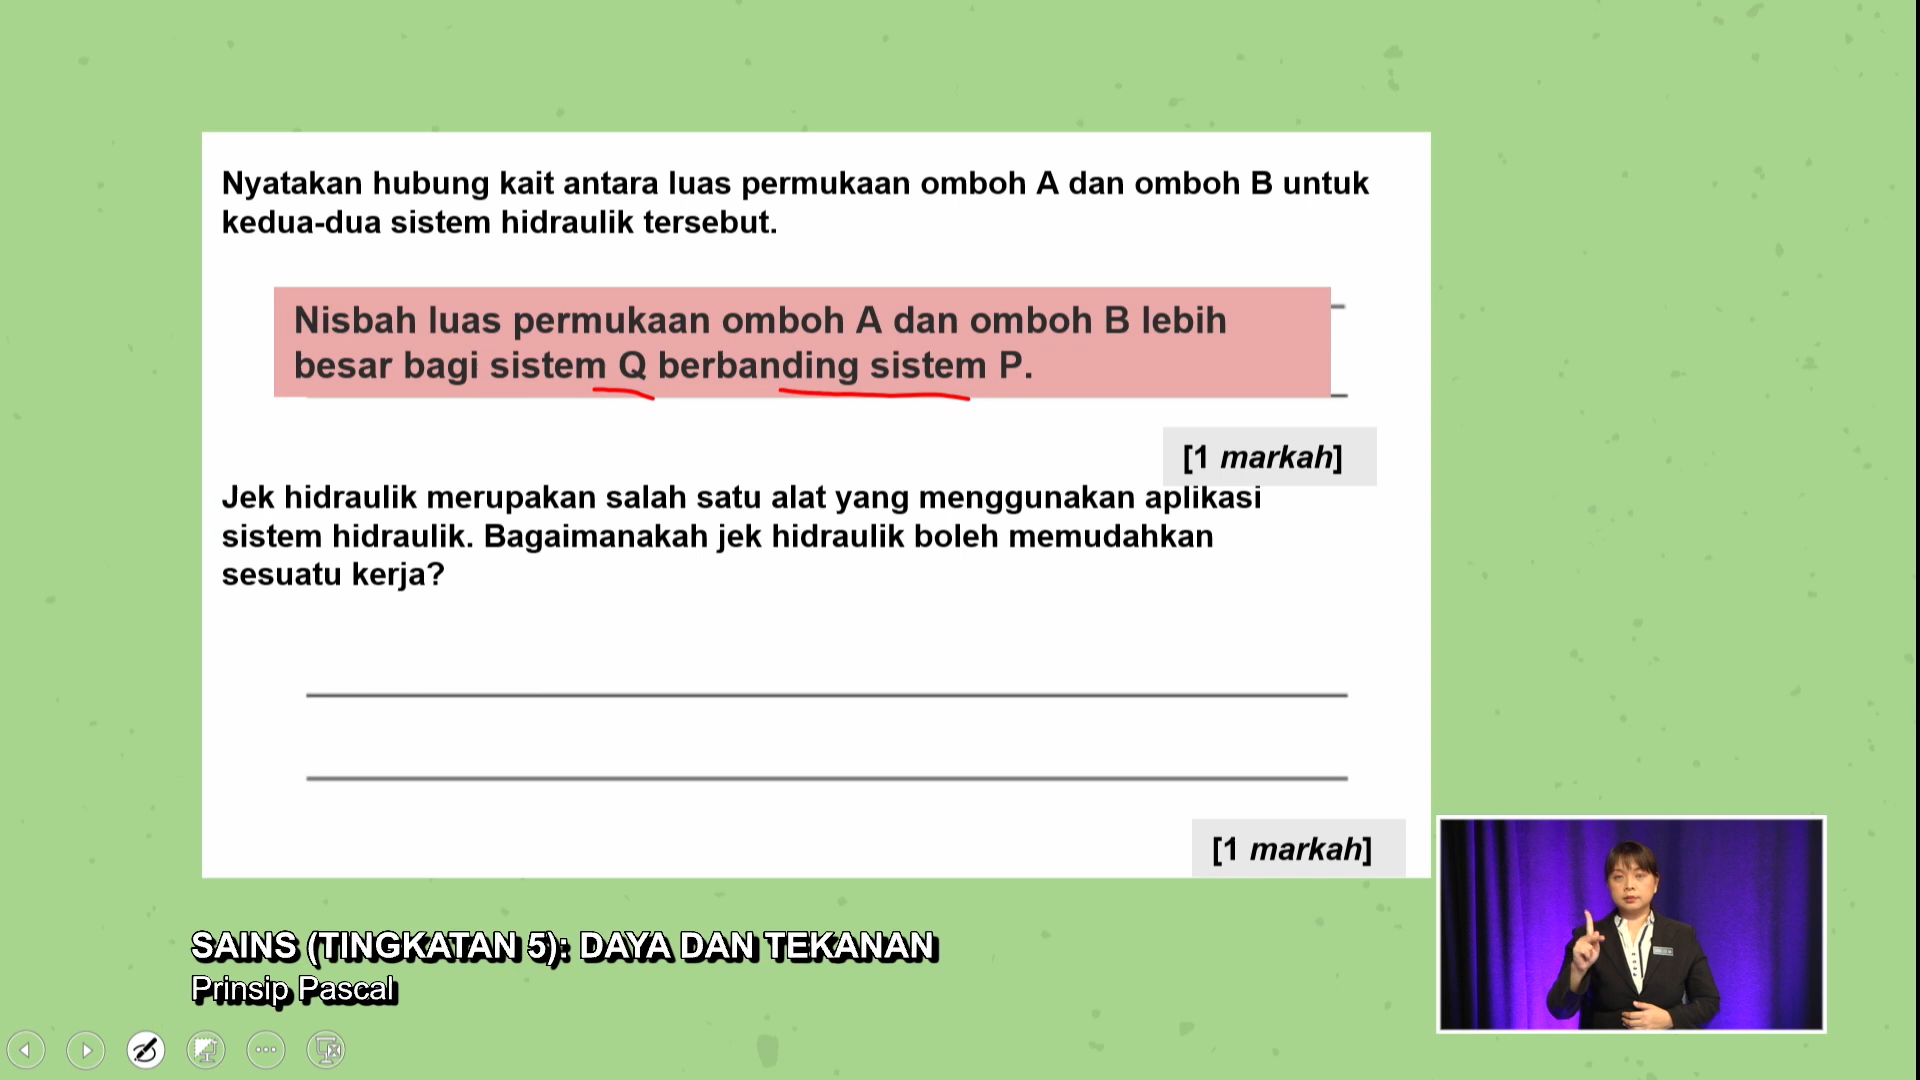 Nyatakan hubung kait antara luas permukaan omboh A dan omboh B untuk
kedua-dua sistem hidraulik tersebut.
Nisbah luas permukaan omboh A dan omboh B lebih
besar bagi sistem Q berbanding sistem P.
[1 markah]
Jek hidraulik merupakan salah satu alat yang menggunakan aplikasi
sistem hidraulik. Bagaimanakah jek hidraulik boleh memudahkan
sesuatu kerja?
[1 markah]
SAINS (TINGKATAN 5): DAYA DAN TEKANAN
Prinsip Pascal